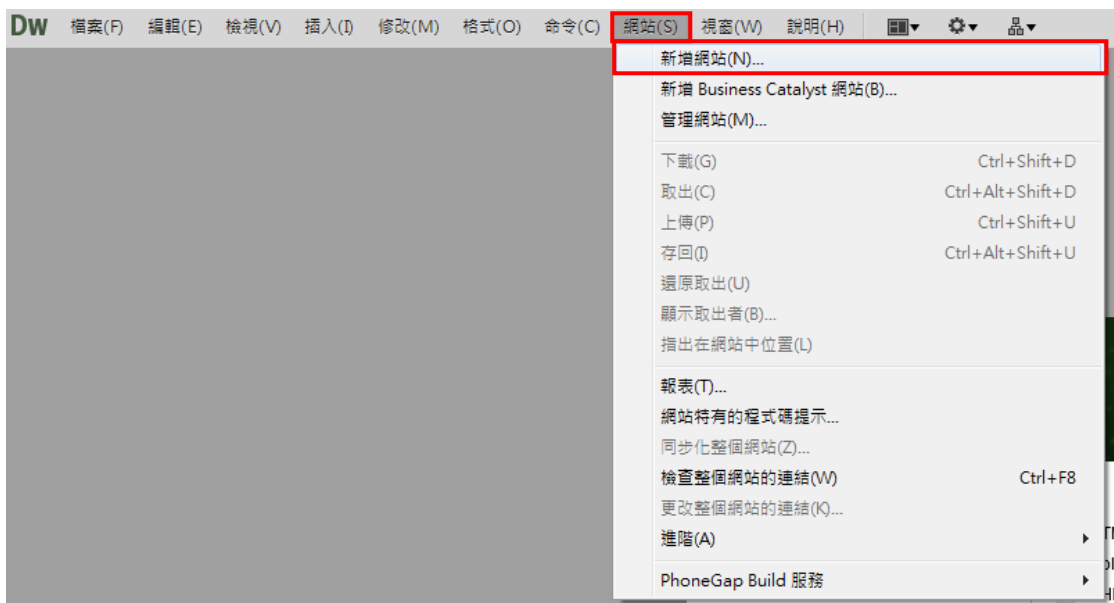 DW 檔案(F) 編輯(E) 檢視(V) 插入(I) 修改(M) 格式(O) 命令(C) 網站(S) 視窗(W) 說明(H)
新增網站(N)...
新增 Business Catalyst 網站(B)...
管理網站(M)...
下載(G) Ctrl+Shift+D
取出(C) Ctrl+Alt+Shift+D
上傳(P) Ctrl+Shift+U
存回(I) Ctrl+Alt+Shift+U
還原取出(U)
顯示取出者(B)...
指出在網站中位置(L)
報表(T)...
網站特有的程式碼提示...
同步化整個網站(Z)...
檢查整個網站的連結(W) Ctrl+F8
更改整個網站的連結(K)...
進階(A)
PhoneGap Build 服務